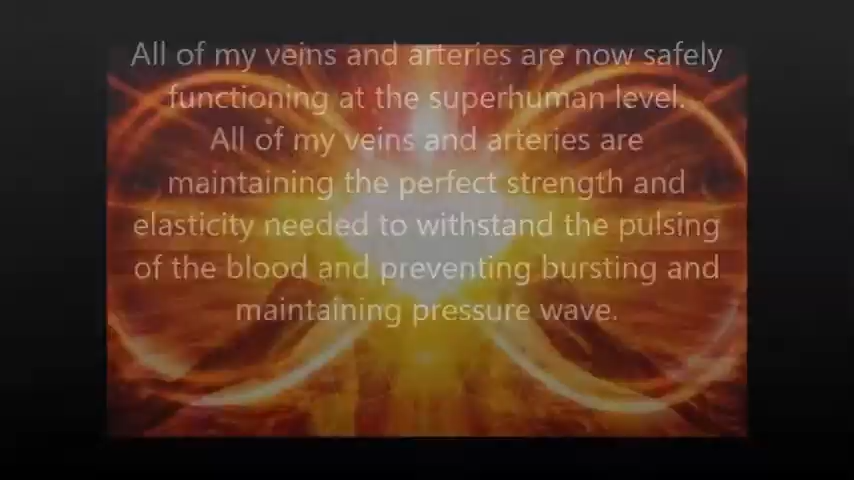 All of my veins and arteries are now safely
functioning at the superhuman level.
All of my veins and arteries are
maintaining the perfect strength and
elasticity needed to withstand the pulsing
of the blood and preventing bursting and
maintaining pressure wave.